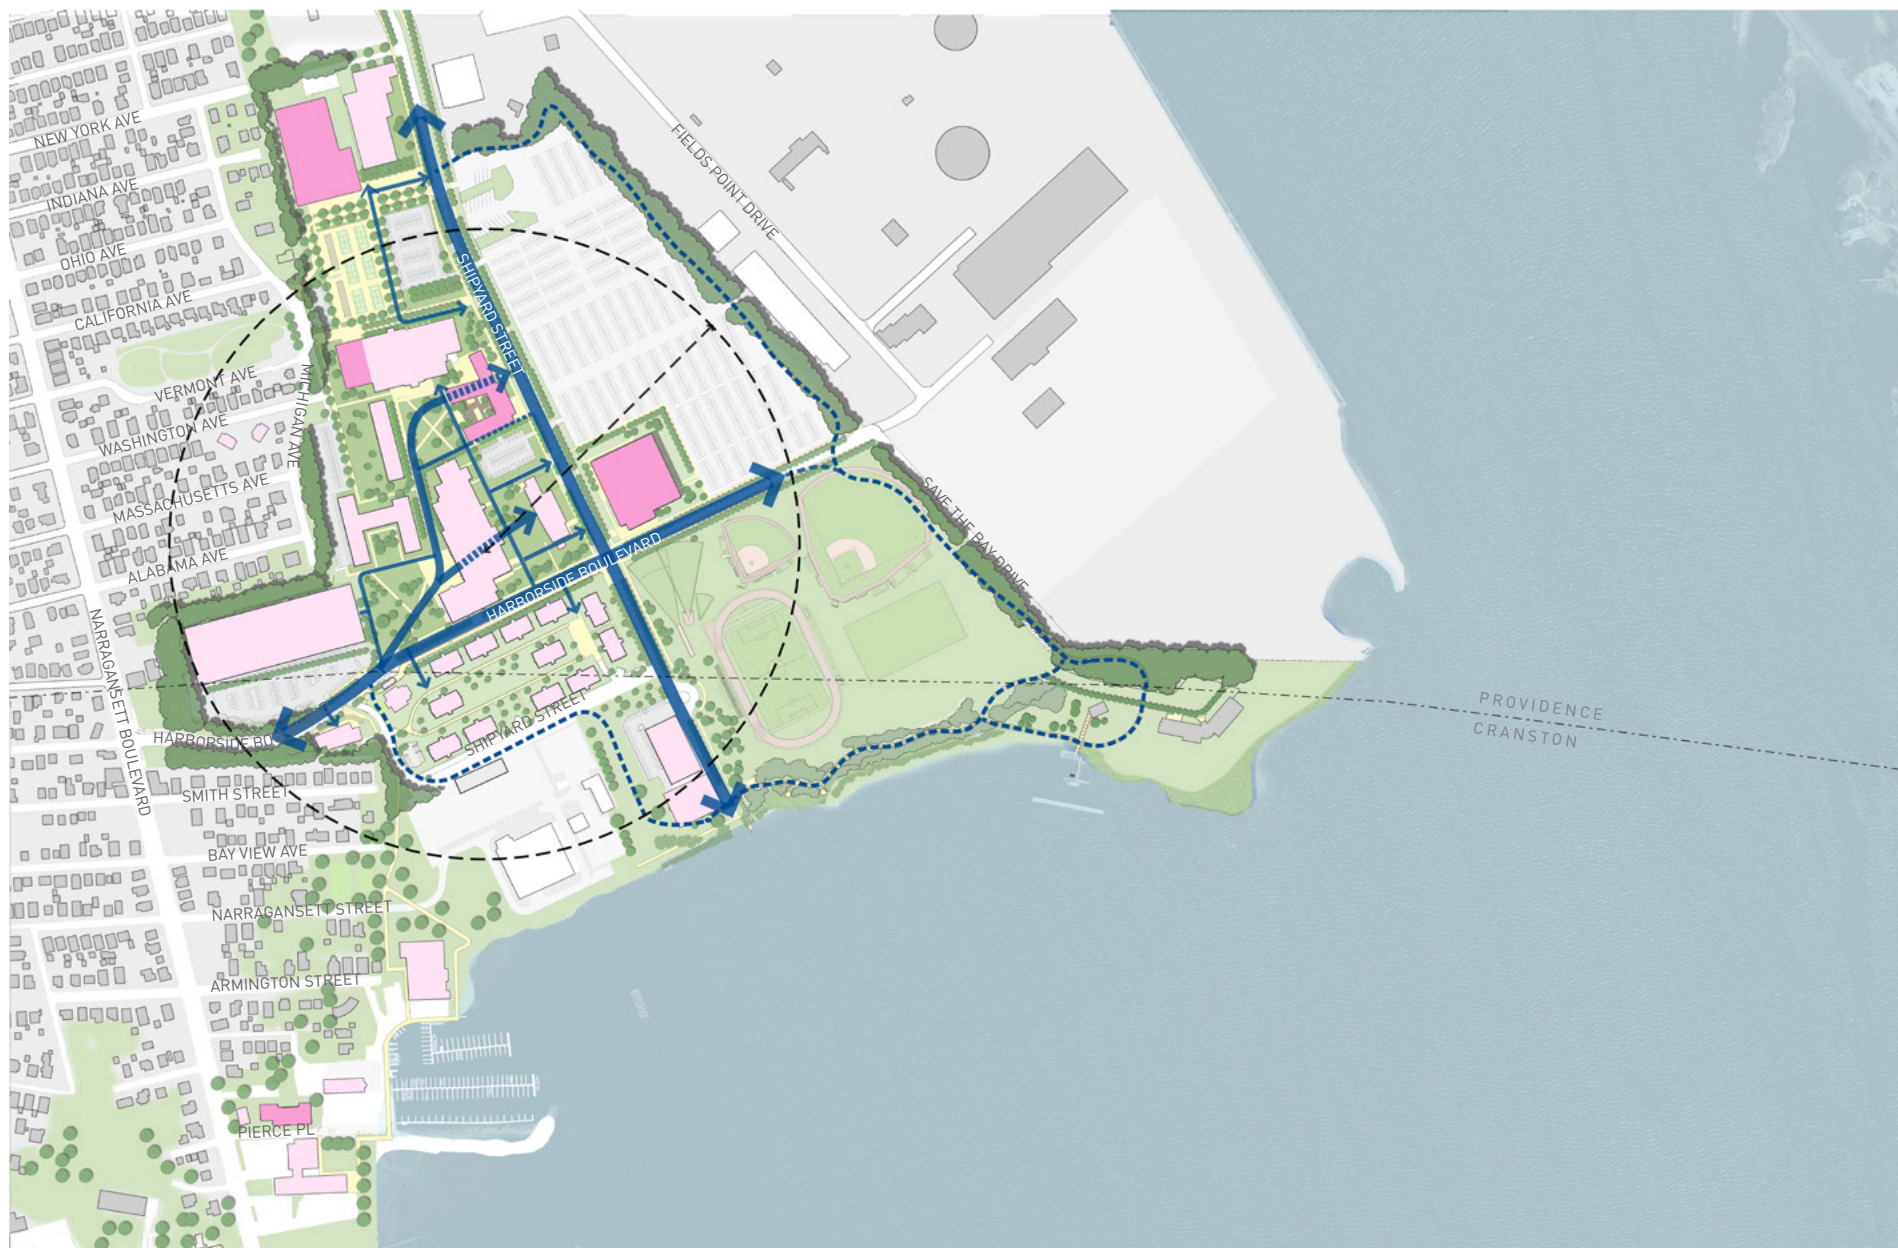 NEW YORK AVE
FIELDS POINT DRIVE
INDIANA AVE
OHIO AVE
SHIPYARD STREET
CALIFORNIA AVE
VERMONT AVE
MICHIGAN AVE
WASHINGTON AVE
MASSACHUSETTS AVE
SAVE THE BAY DRIVE
ALABAMA AVE
HARBORSIDE BOULEVARD
NARRAGANSETT BOULEVARD
PROVIDENCE
CRANSTON
SHIPYARD STREET
HARBORSIDE BO
SMITH STREET
BAY VIEW AVE
NARRAGANSETT STREET
ARMINGTON STREET
PIERCE PL